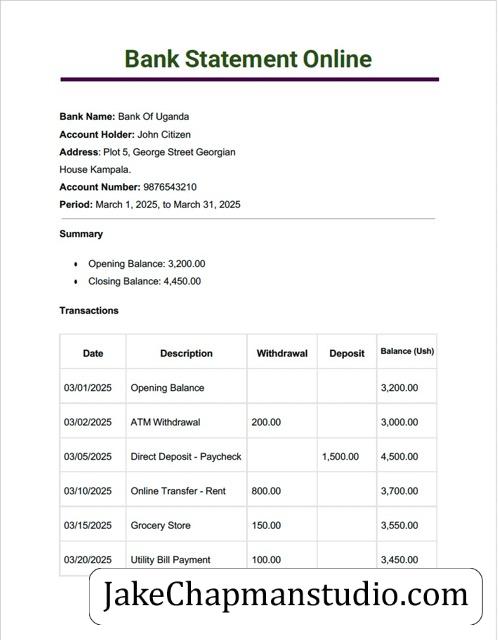 Bank Statement Online
Bank Name: Bank Of Uganda
Account Holder: John Citizen
Address: Plot 5, George Street Georgian
House Kampala.
Account Number: 9876543210
Period: March 1, 2025, to March 31, 2025
Summary
Opening Balance: 3,200.00
Closing Balance: 4,450.00
Transactions
Date Description Withdrawal Deposit Balance (Ush)
03/01/2025 Opening Balance 3,200.00
03/02/2025 ATM Withdrawal 200.00 3,000.00
03/05/2025 Direct Deposit - Paycheck 1,500.00 4,500.00
03/10/2025 Online Transfer - Rent 800.00 3,700.00
03/15/2025 Grocery Store 150.00 3,550.00
03/20/2025 Utility Bill Payment 100.00 3,450.00
JakeChapmanstudio.com